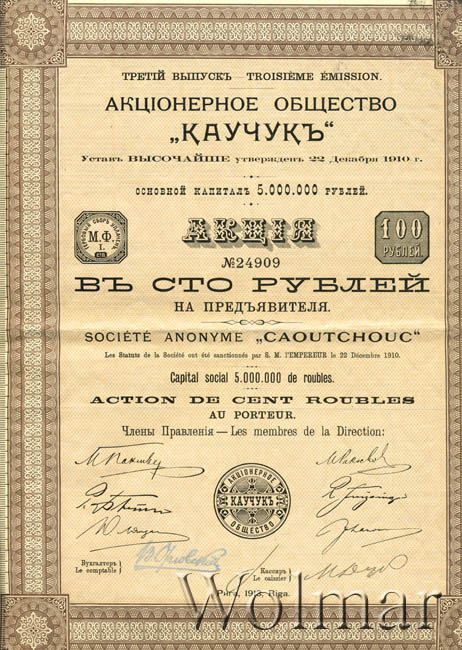 ТРЕТІЙ ВЫПУСКЪ — TROISIÈME ÉMISSION.
АКЦІОНЕРНОЕ ОБЩЕСТВО
„КАУЧУКЪ“
Уставъ ВЫСОЧАЙШЕ утвержденъ 22 Декабря 1910 г.
ОСНОВНОЙ КАПИТАЛЪ 5.000.000 РУБЛЕЙ.
АКЦІЯ
М.Ф.
I.
100
РУБЛЕЙ.
№24909
ВЪ СТО РУБЛЕЙ
НА ПРЕДЪЯВИТЕЛЯ.
SOCIÉTÉ ANONYME „CAOUTCHOUC“
Les Statuts de la Société ont été sanctionnés par S. M. l'EMPEREUR le 22 Décembre 1910.
Capital social 5.000.000 de roubles.
ACTION DE CENT ROUBLES
AU PORTEUR.
Члены Правленія — Les membres de la Direction:
АКЦІОНЕРНОЕ
КАУЧУКЪ
ОБЩЕСТВО
Бухгалтеръ
Le comptable
Кассиръ
Le caissier
Рига, 1913, Riga.
Wolmar